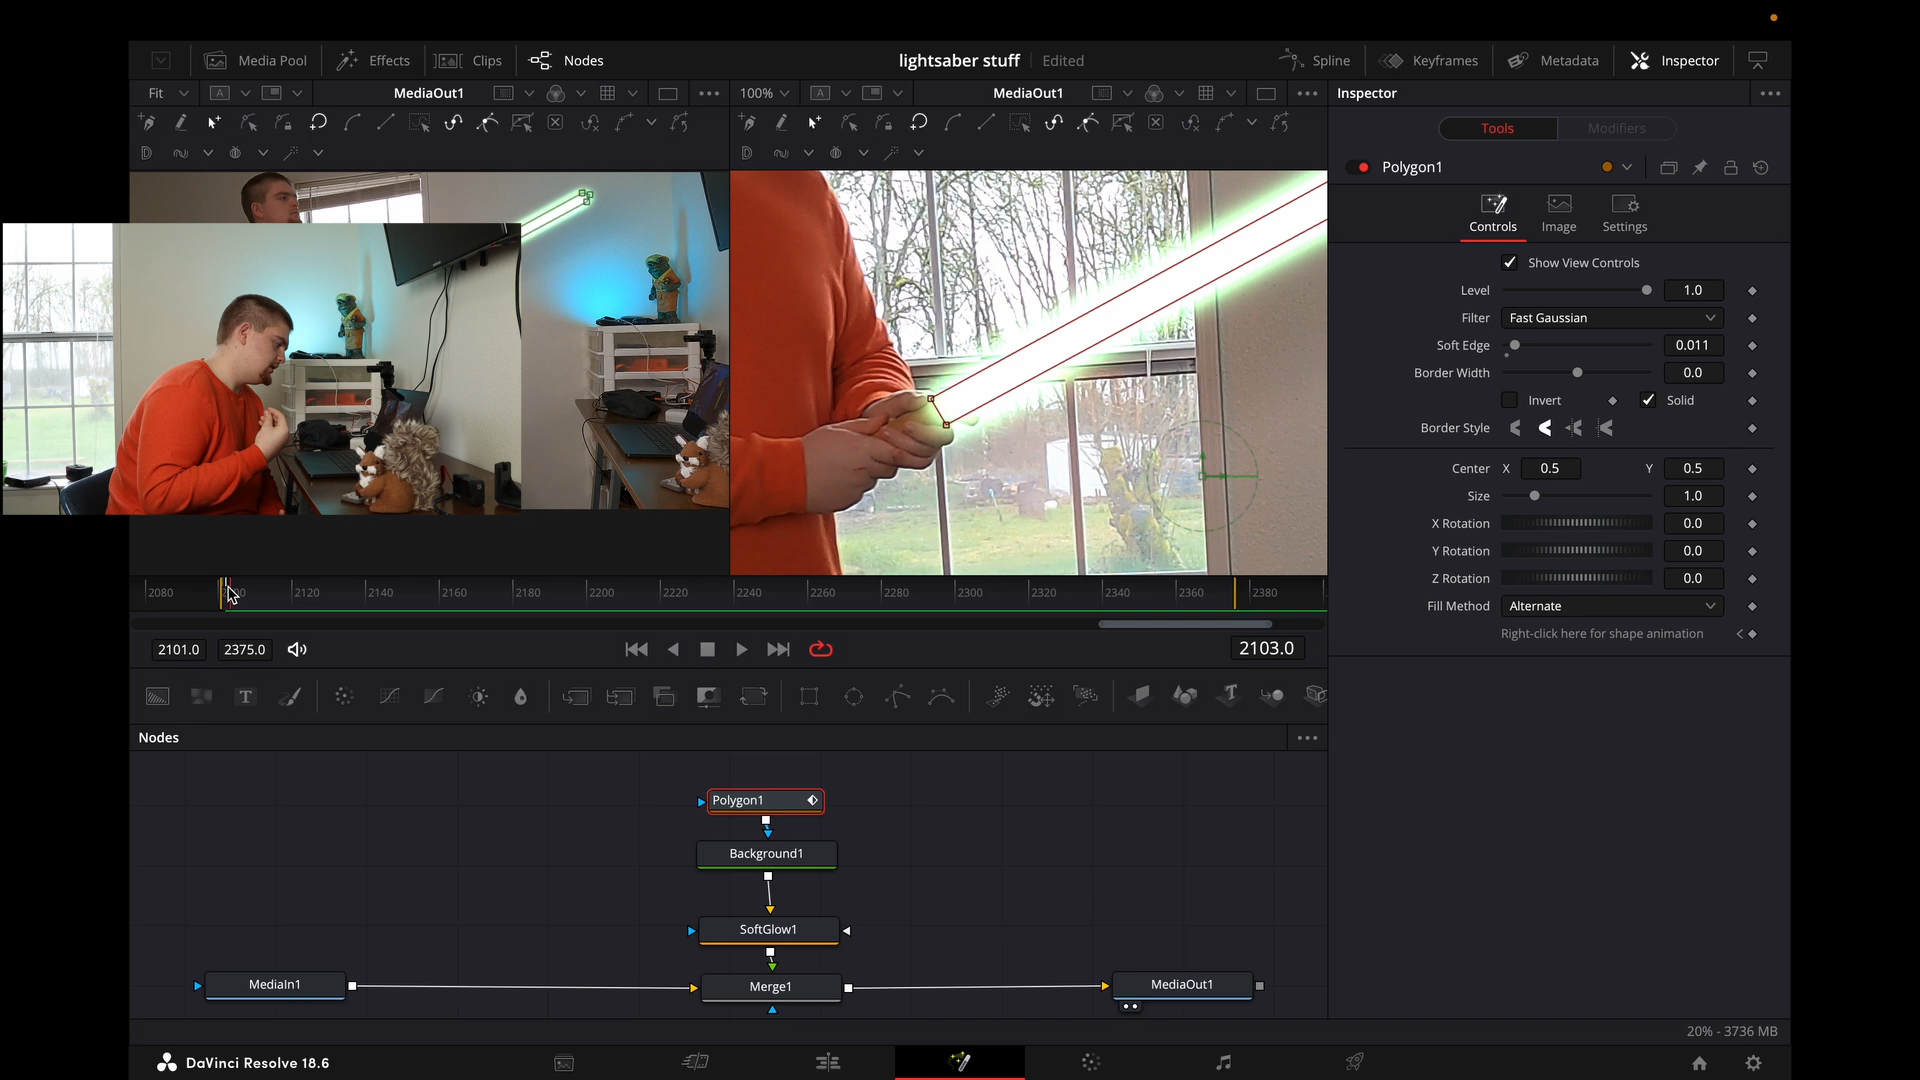 Media Pool Effects Clips Nodes lightsaber stuff Edited Spline Keyframes Metadata Inspector
Fit MediaOut1 100% MediaOut1 Inspector
Tools Modifiers
Polygon1
Controls Image Settings
Show View Controls
Level 1.0
Filter Fast Gaussian
Soft Edge 0.011
Border Width 0.0
Invert Solid
Border Style
Center X 0.5 Y 0.5
Size 1.0
X Rotation 0.0
Y Rotation 0.0
Z Rotation 0.0
Fill Method Alternate
Right-click here for shape animation
2080 2120 2140 2160 2180 2200 2220 2240 2260 2280 2300 2320 2340 2360 2380
2101.0 2375.0 2103.0
Nodes
Polygon1
Background1
SoftGlow1
MediaIn1 Merge1 MediaOut1
20% - 3736 MB
DaVinci Resolve 18.6